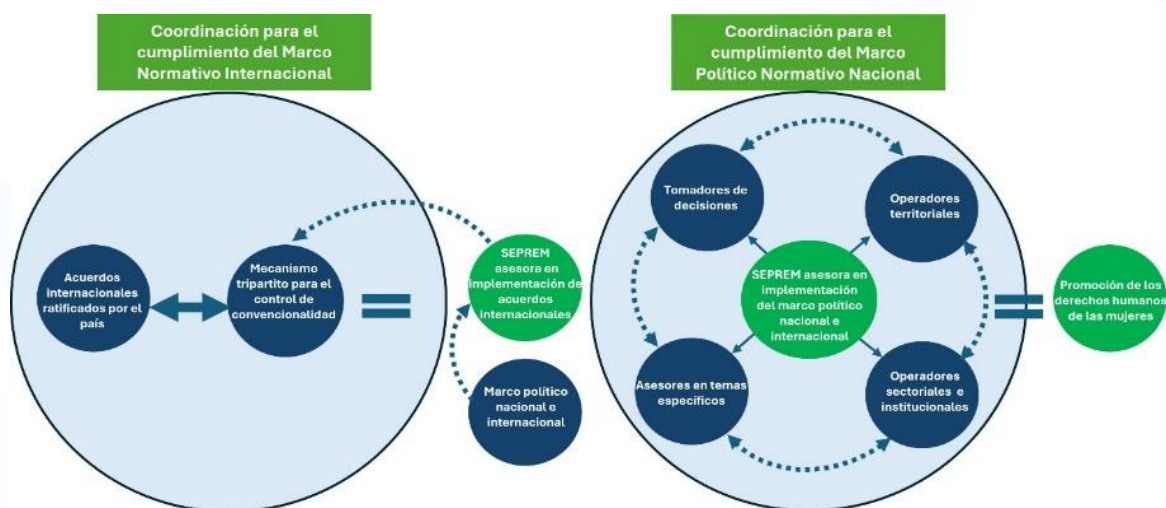 Coordinación para el
cumplimiento del Marco
Normativo Internacional
Acuerdos
internacionales
ratificados por el
país
Mecanismo
tripartito para el
control de
convencionalidad
SEPREM
asesora en
implementación de
acuerdos
internacionales
Marco político
nacional e
internacional
Coordinación para el
cumplimiento del Marco
Político Normativo Nacional
Tomadores de
decisiones
Operadores
territoriales
SEPREM asesora en
implementación
del marco político
nacional e
internacional
Asesores en temas
específicos
Operadores
sectoriales e
institucionales
Promoción de los
derechos humanos
de las mujeres